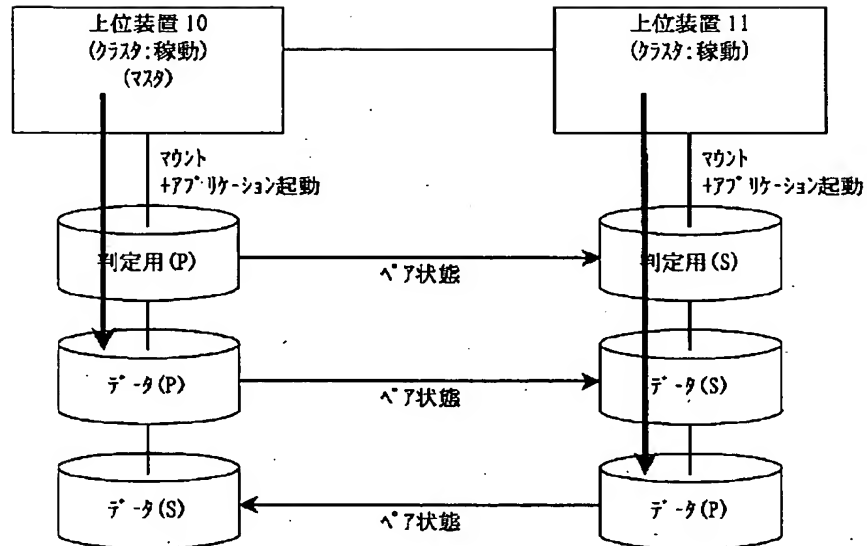 上位装置10
(クラスタ:稼動)
(マスタ)
上位装置11
(クラスタ:稼動)
マウント
+アプリケーション起動
マウント
+アプリケーション起動
判定用(P)
ペア状態
判定用(S)
データ(P)
ペア状態
データ(S)
データ(S)
ペア状態
データ(P)